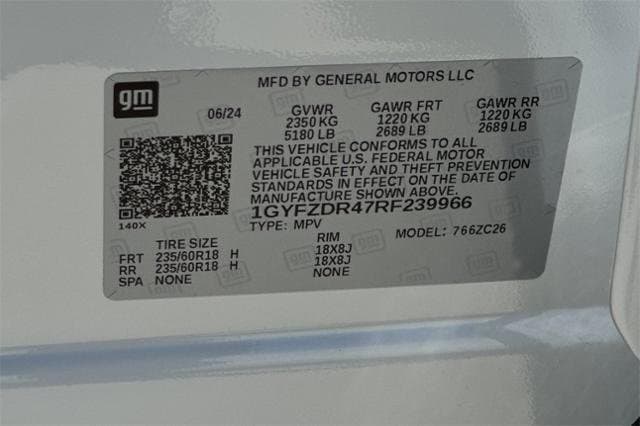 gm
MFD BY GENERAL MOTORS LLC
06/24 GVWR GAWR FRT GAWR RR
2350 KG 1220 KG 1220 KG
5180 LB 2689 LB 2689 LB
THIS VEHICLE CONFORMS TO ALL
APPLICABLE U.S. FEDERAL MOTOR
VEHICLE SAFETY AND THEFT PREVENTION
STANDARDS IN EFFECT ON THE DATE OF
MANUFACTURE SHOWN ABOVE.
1GYFZDR47RF239966
140X TYPE: MPV MODEL: 766ZC26
TIRE SIZE RIM
FRT 235/60R18 H 18X8J
RR 235/60R18 H 18X8J
SPA NONE NONE